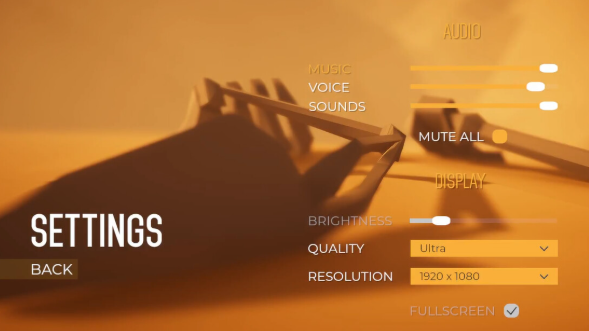 AUDIO
MUSIC
VOICE
SOUNDS
MUTE ALL
DISPLAY
BRIGHTNESS
SETTINGS
QUALITY Ultra
BACK
RESOLUTION 1920 x 1080
FULLSCREEN